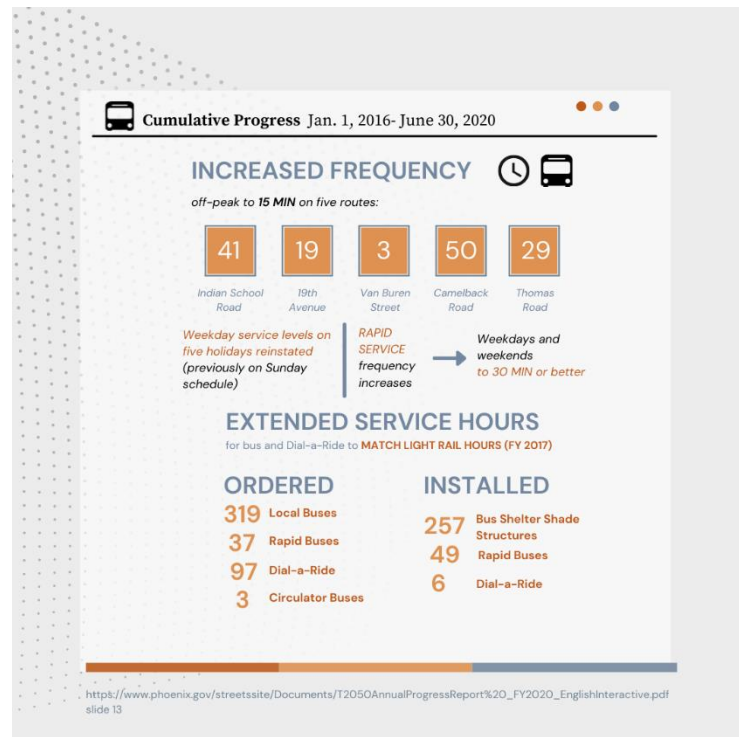 Cumulative Progress Jan. 1, 2016- June 30, 2020
INCREASED FREQUENCY
off-peak to 15 MIN on five routes:
41 19 3 50 29
Indian School Road
19th Avenue
Van Buren Street
Camelback Road
Thomas Road
Weekday service levels on
five holidays reinstated
(previously on Sunday
schedule)
RAPID
SERVICE
frequency
increases
Weekdays and
weekends
to 30 MIN or better
EXTENDED SERVICE HOURS
for bus and Dial-a-Ride to MATCH LIGHT RAIL HOURS (FY 2017)
ORDERED
319 Local Buses
37 Rapid Buses
97 Dial-a-Ride
3 Circulator Buses
INSTALLED
257 Bus Shelter Shade
Structures
49 Rapid Buses
6 Dial-a-Ride
https://www.phoenix.gov/streetssite/Documents/T2050AnnualProgressReport%20_FY2020_EnglishInteractive.pdf
slide 13